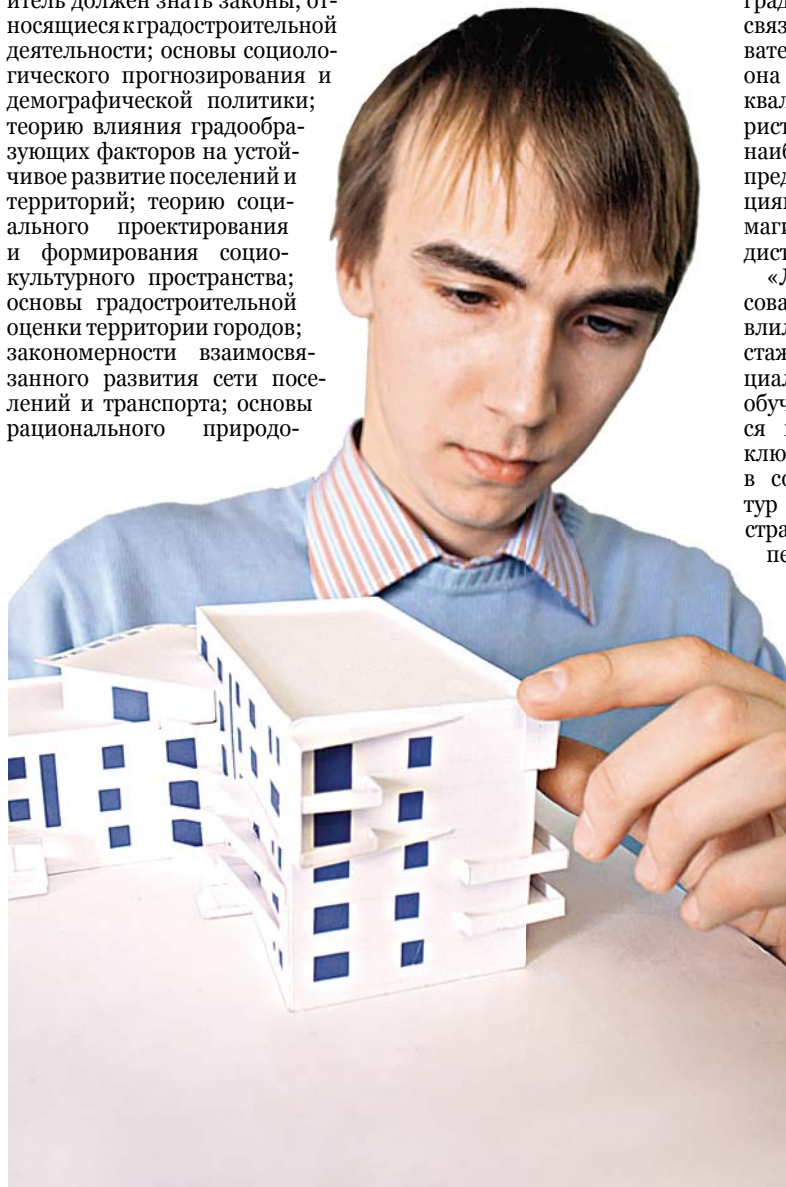 итель должен знать законы, от-
носящиеся к градостроительной
деятельности; основы социоло-
гического прогнозирования и
демографической политики;
теорию влияния градообра-
зующих факторов на устой-
чивое развитие поселений и
территорий; теорию соци-
ального проектирования
и формирования социо-
культурного пространства;
основы градостроительной
оценки территории городов;
закономерности взаимосвя-
занного развития сети посе-
лений и транспорта; основы
рационального природо-
град
связ
вате
она
квал
рист
наиб
пред
циям
маги
дист
«Л
сова
влил
стаж
циал
обуч
ся
клю
в со
тур
стра
пе